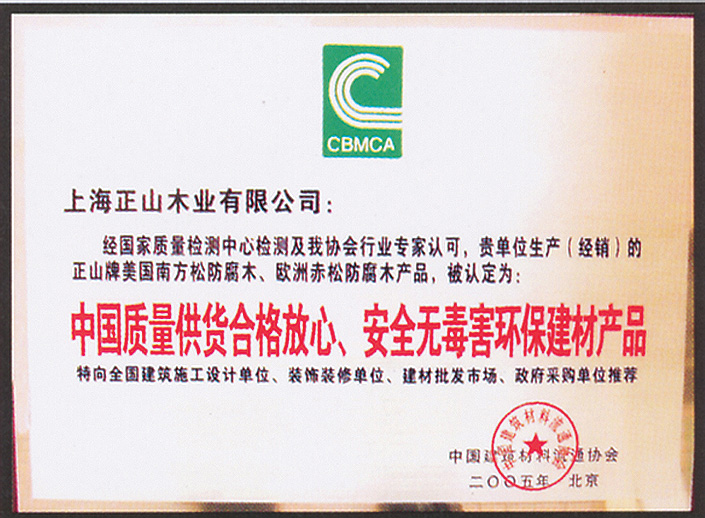 CBMCA
上海正山木业有限公司：
经国家质量检测中心检测及我协会行业专家认可，贵单位生产（经销）的
正山牌美国南方松防腐木、欧洲赤松防腐木产品，被认定为：
中国质量供货合格放心、安全无毒害环保建材产品
特向全国建筑施工设计单位、装饰装修单位、建材批发市场、政府采购单位推荐
中国建筑材料流通协会
二〇〇五年 北京